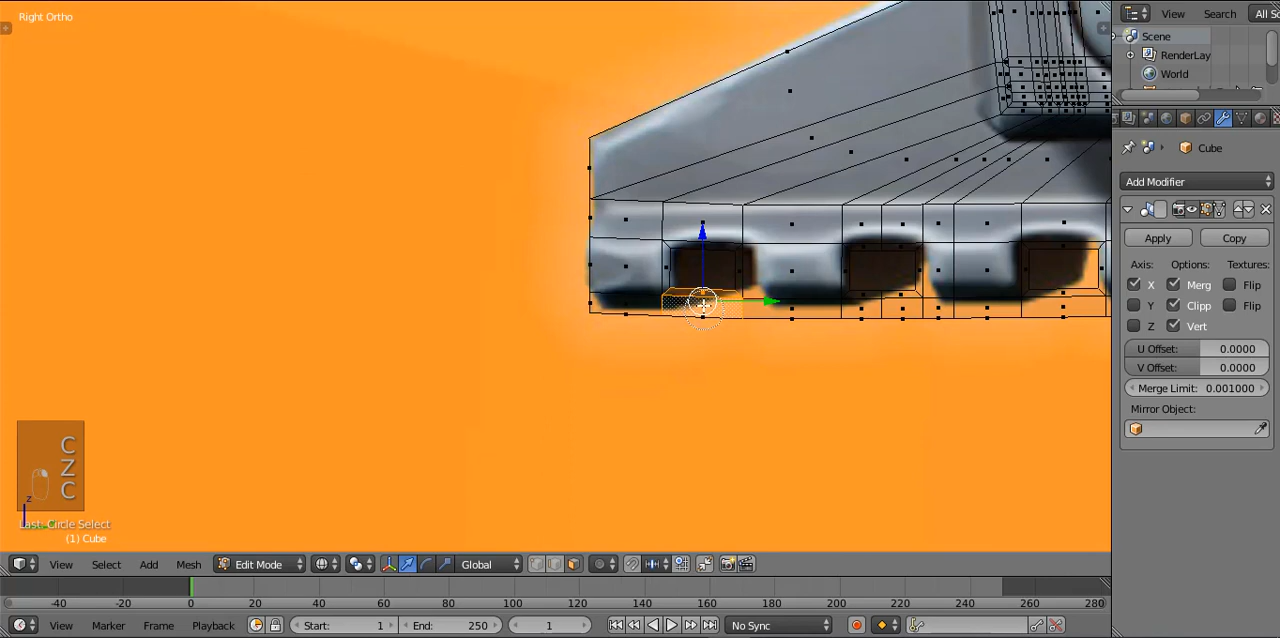 Right Ortho
View Search All Sc
Scene
RenderLay
World
Cube
Add Modifier
Apply Copy
Axis: Options: Textures:
X Merg Flip
Y Clipp Flip
Z Vert
U Offset: 0.0000
V Offset: 0.0000
Merge Limit: 0.001000
Mirror Object:
C
Z
C
z
Last: Circle Select
(1) Cube
View Select Add Mesh Edit Mode Global
-40 -20 0 20 40 60 80 100 120 140 160 180 200 220 240 260 280
View Marker Frame Playback Start: 1 End: 250 1 No Sync